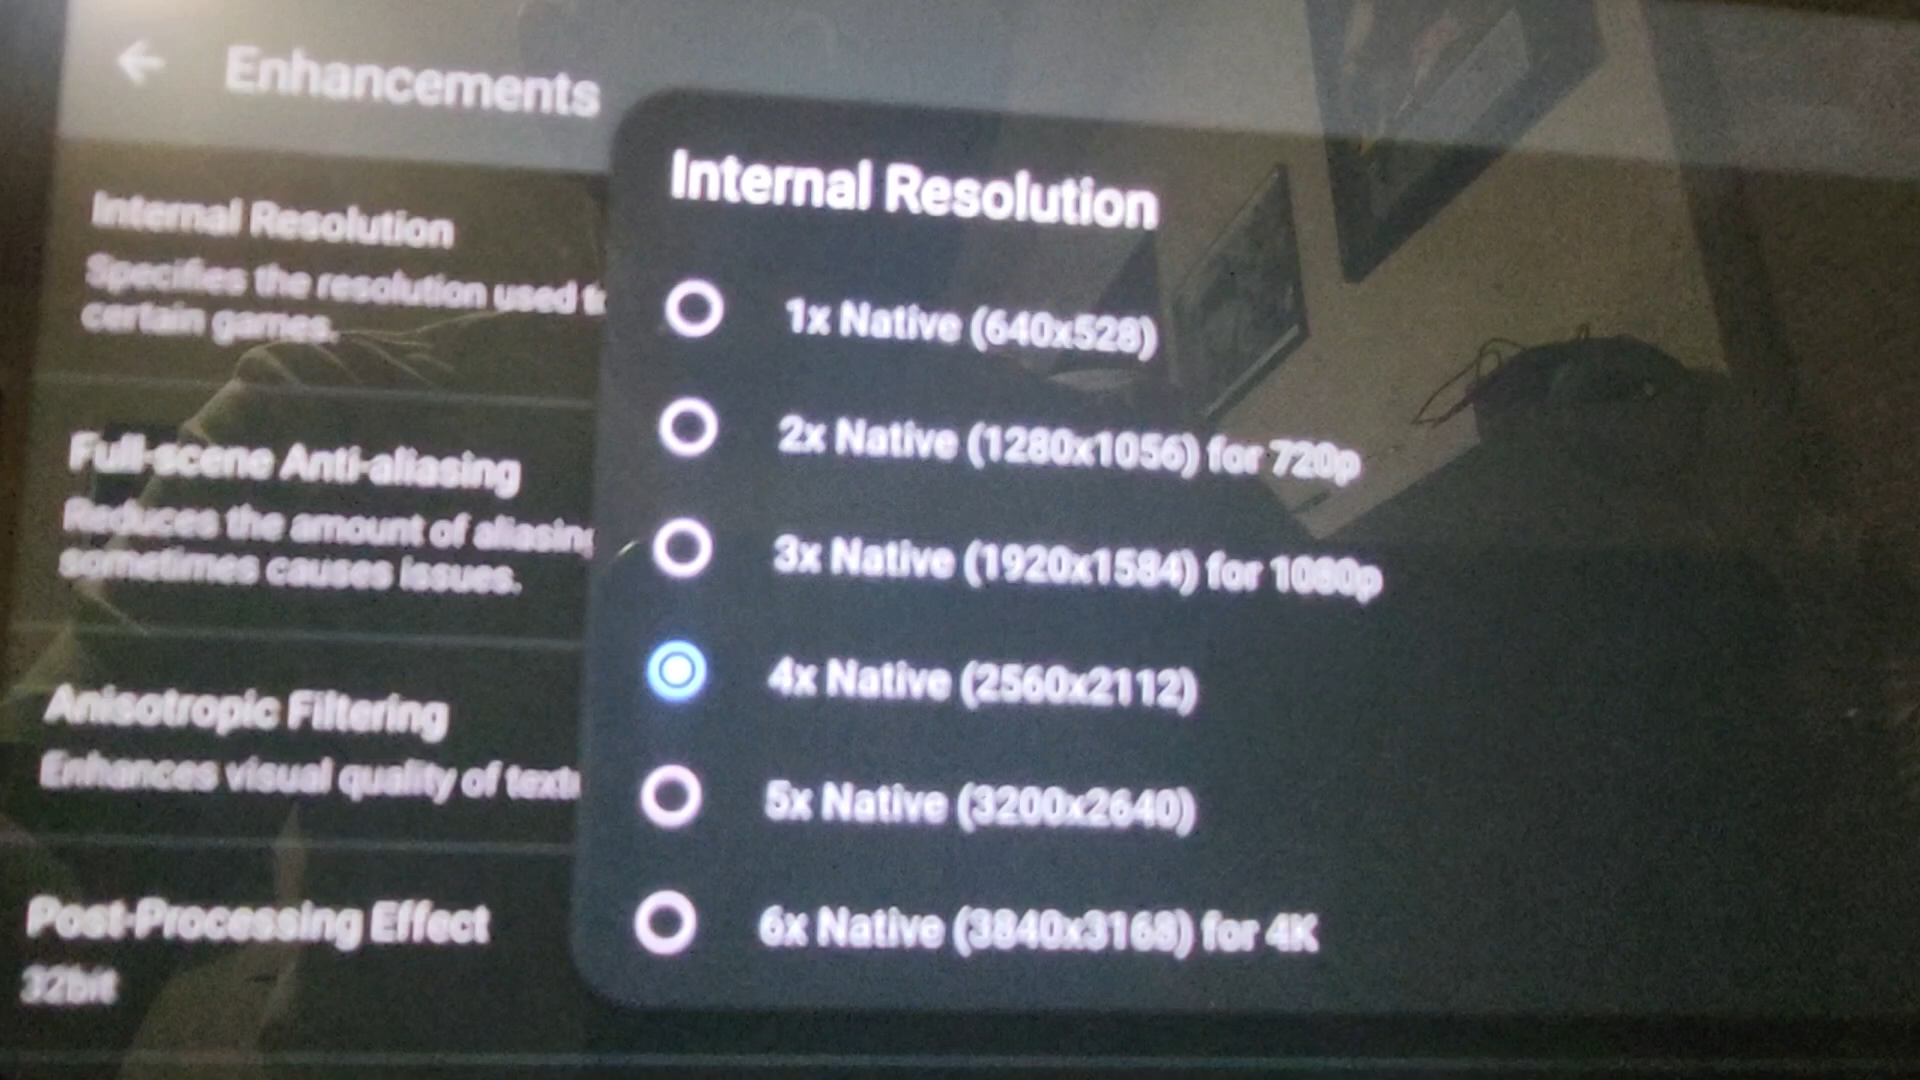 Enhancements
Internal Resolution
Specifies the resolution used
certain games.
Full-scene Anti-aliasing
Reduces the amount of aliasing
sometimes causes issues.
Anisotropic Filtering
Enhances visual quality of
Post-Processing Effect
32bit
Internal Resolution
1x Native (640x528)
2x Native (1280x1056) for 720p
3x Native (1920x1584) for 1080p
4x Native (2560x2112)
5x Native (3200x2640)
6x Native (3840x3168) for 4K